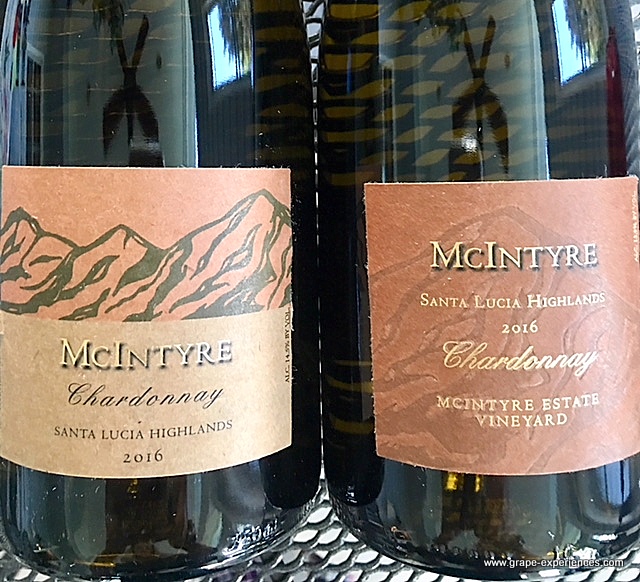 McINTYRE
Chardonnay
SANTA LUCIA HIGHLANDS
2016
McINTYRE
SANTA LUCIA HIGHLANDS
2016
Chardonnay
MCINTYRE ESTATE
VINEYARD
www.grape-experiences.com